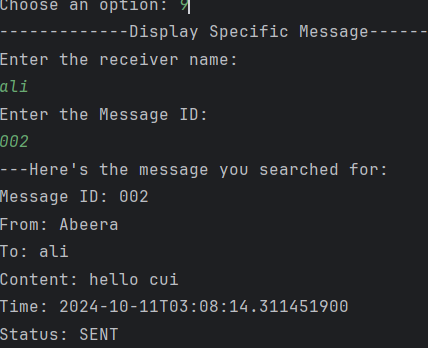 Choose an option: 9
-------------Display Specific Message------
Enter the receiver name:
ali
Enter the Message ID:
002
---Here's the message you searched for:
Message ID: 002
From: Abeera
To: ali
Content: hello cui
Time: 2024-10-11T03:08:14.311451900
Status: SENT